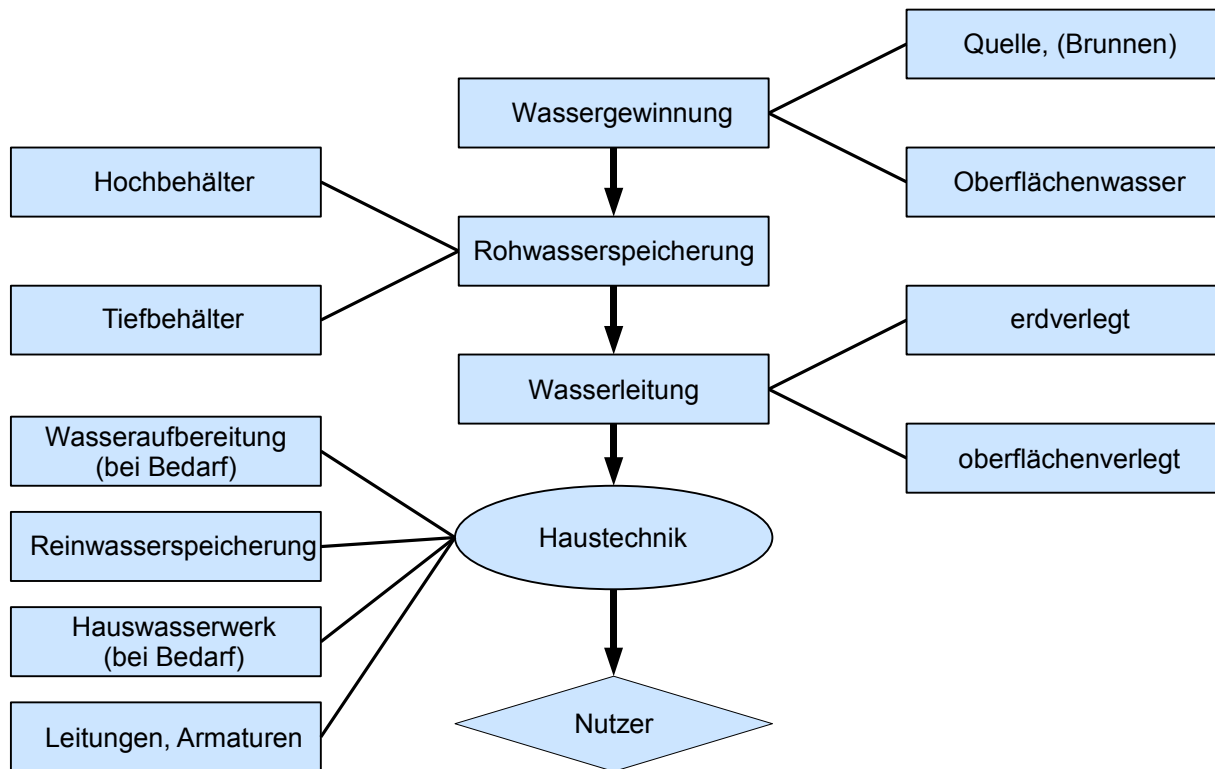 Quelle, (Brunnen)
Wassergewinnung
Oberflächenwasser
Hochbehälter
Rohwasserspeicherung
Tiefbehälter
erdverlegt
Wasserleitung
oberflächenverlegt
Wasseraufbereitung
(bei Bedarf)
Reinwasserspeicherung
Haustechnik
Hauswasserwerk
(bei Bedarf)
Leitungen, Armaturen
Nutzer